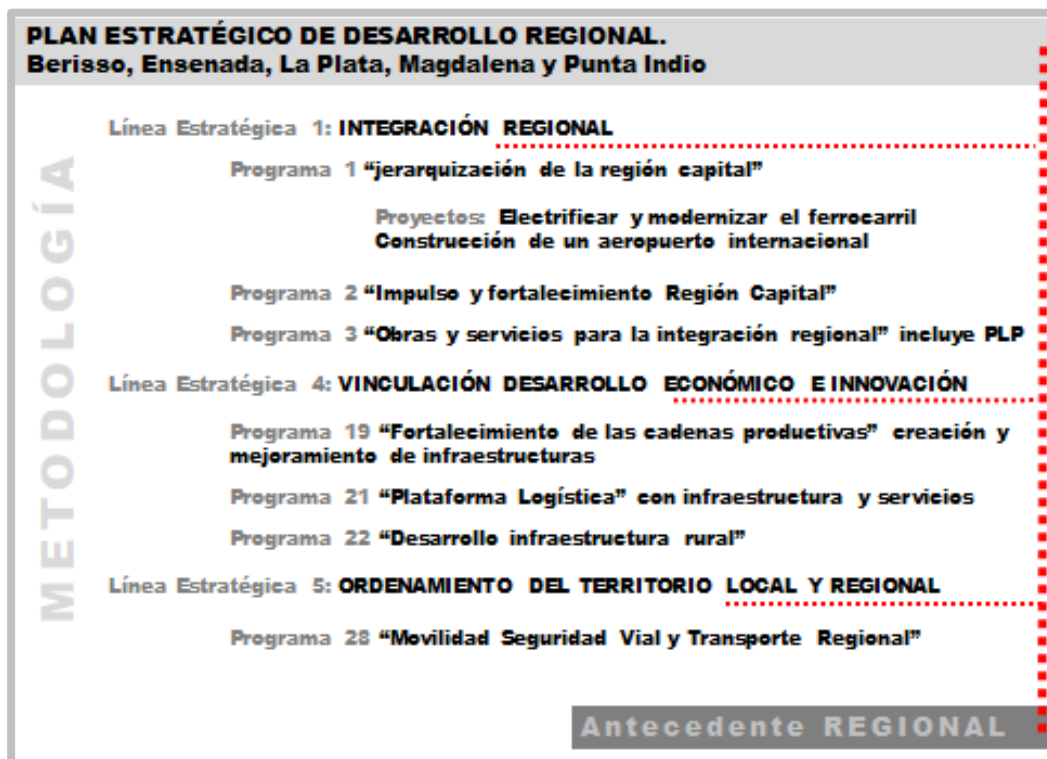 PLAN ESTRATÉGICO DE DESARROLLO REGIONAL.
Berisso, Ensenada, La Plata, Magdalena y Punta Indio
METODOLOGÍA
Línea Estratégica 1: INTEGRACIÓN REGIONAL
Programa 1 “jerarquización de la región capital”
Proyectos: Electrificar y modernizar el ferrocarril
Construcción de un aeropuerto internacional
Programa 2 “Impulso y fortalecimiento Región Capital”
Programa 3 “Obras y servicios para la integración regional” incluye PLP
Línea Estratégica 4: VINCULACIÓN DESARROLLO ECONÓMICO E INNOVACIÓN
Programa 19 “Fortalecimiento de las cadenas productivas” creación y
mejoramiento de infraestructuras
Programa 21 “Plataforma Logística” con infraestructura y servicios
Programa 22 “Desarrollo infraestructura rural”
Línea Estratégica 5: ORDENAMIENTO DEL TERRITORIO LOCAL Y REGIONAL
Programa 28 “Movilidad Seguridad Vial y Transporte Regional”
Antecedente REGIONAL